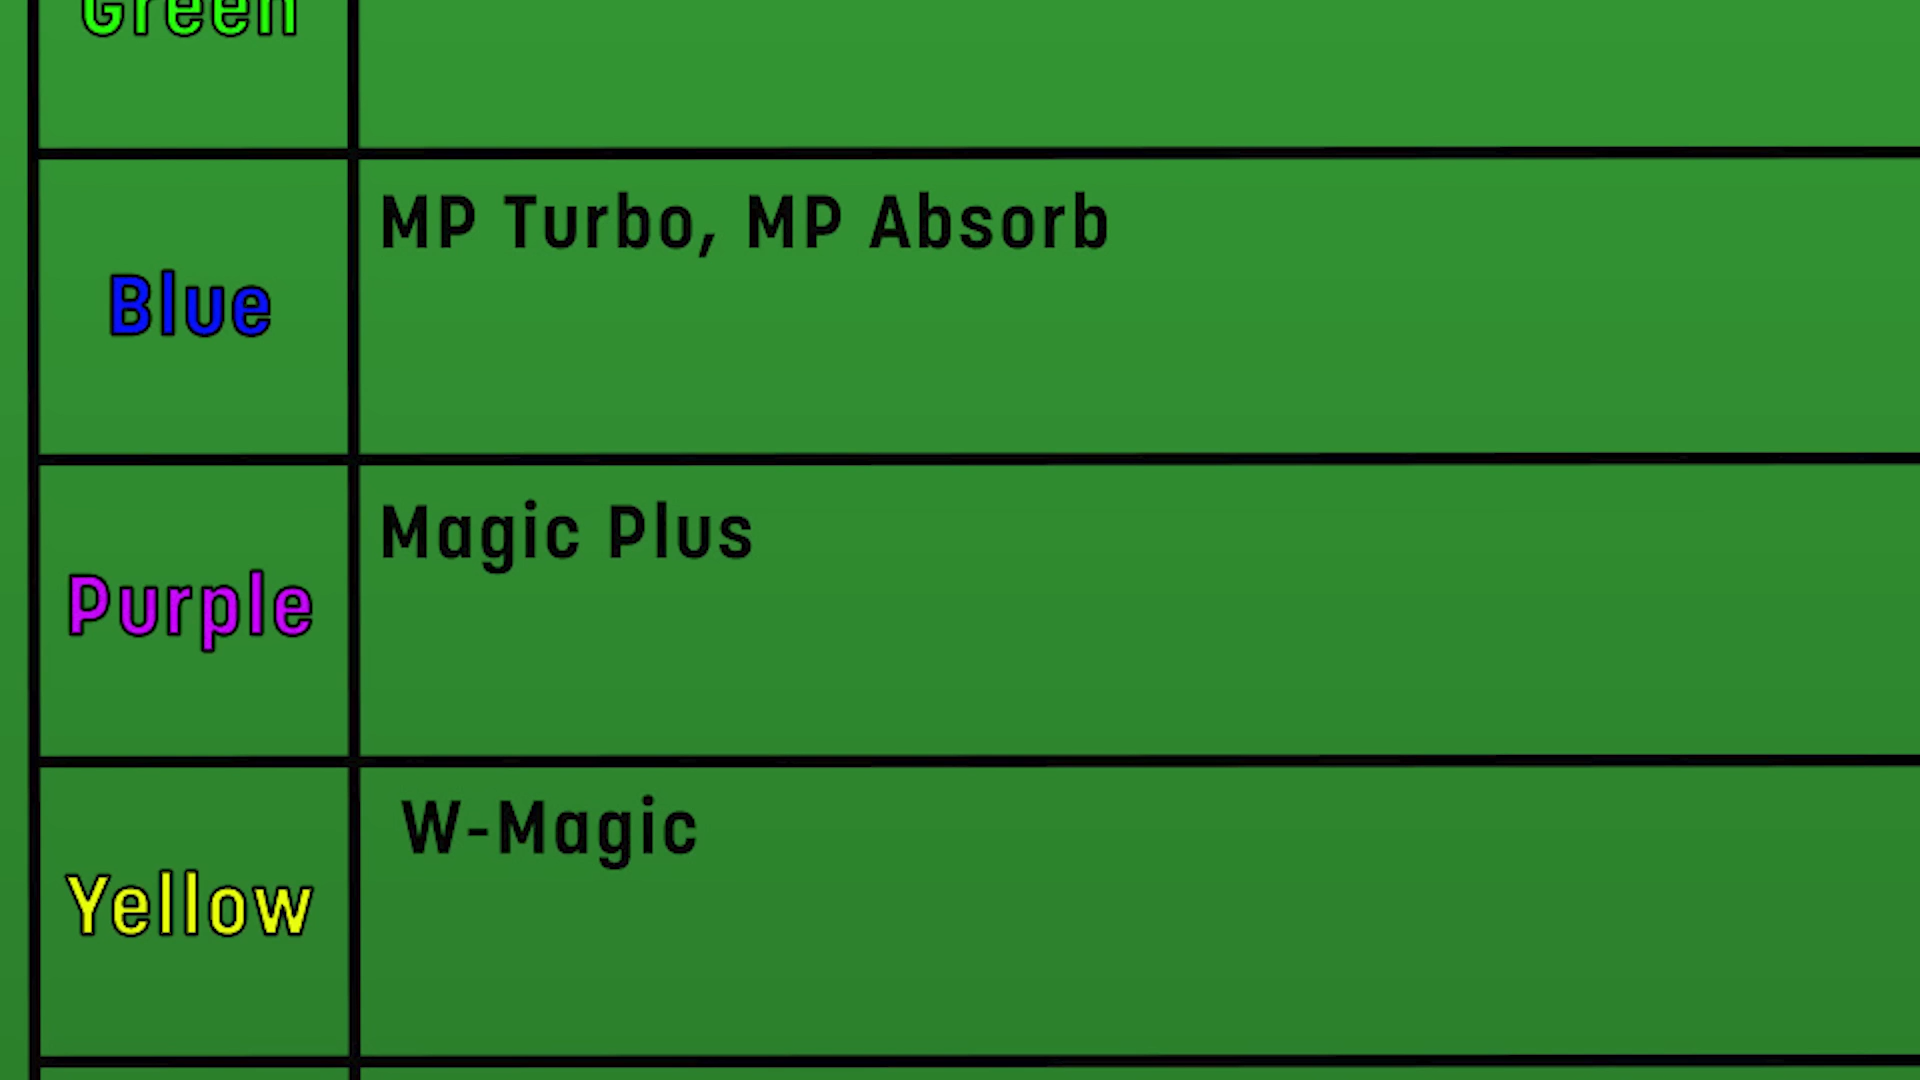 Green
MP Turbo, MP Absorb
Blue
Magic Plus
Purple
W-Magic
Yellow